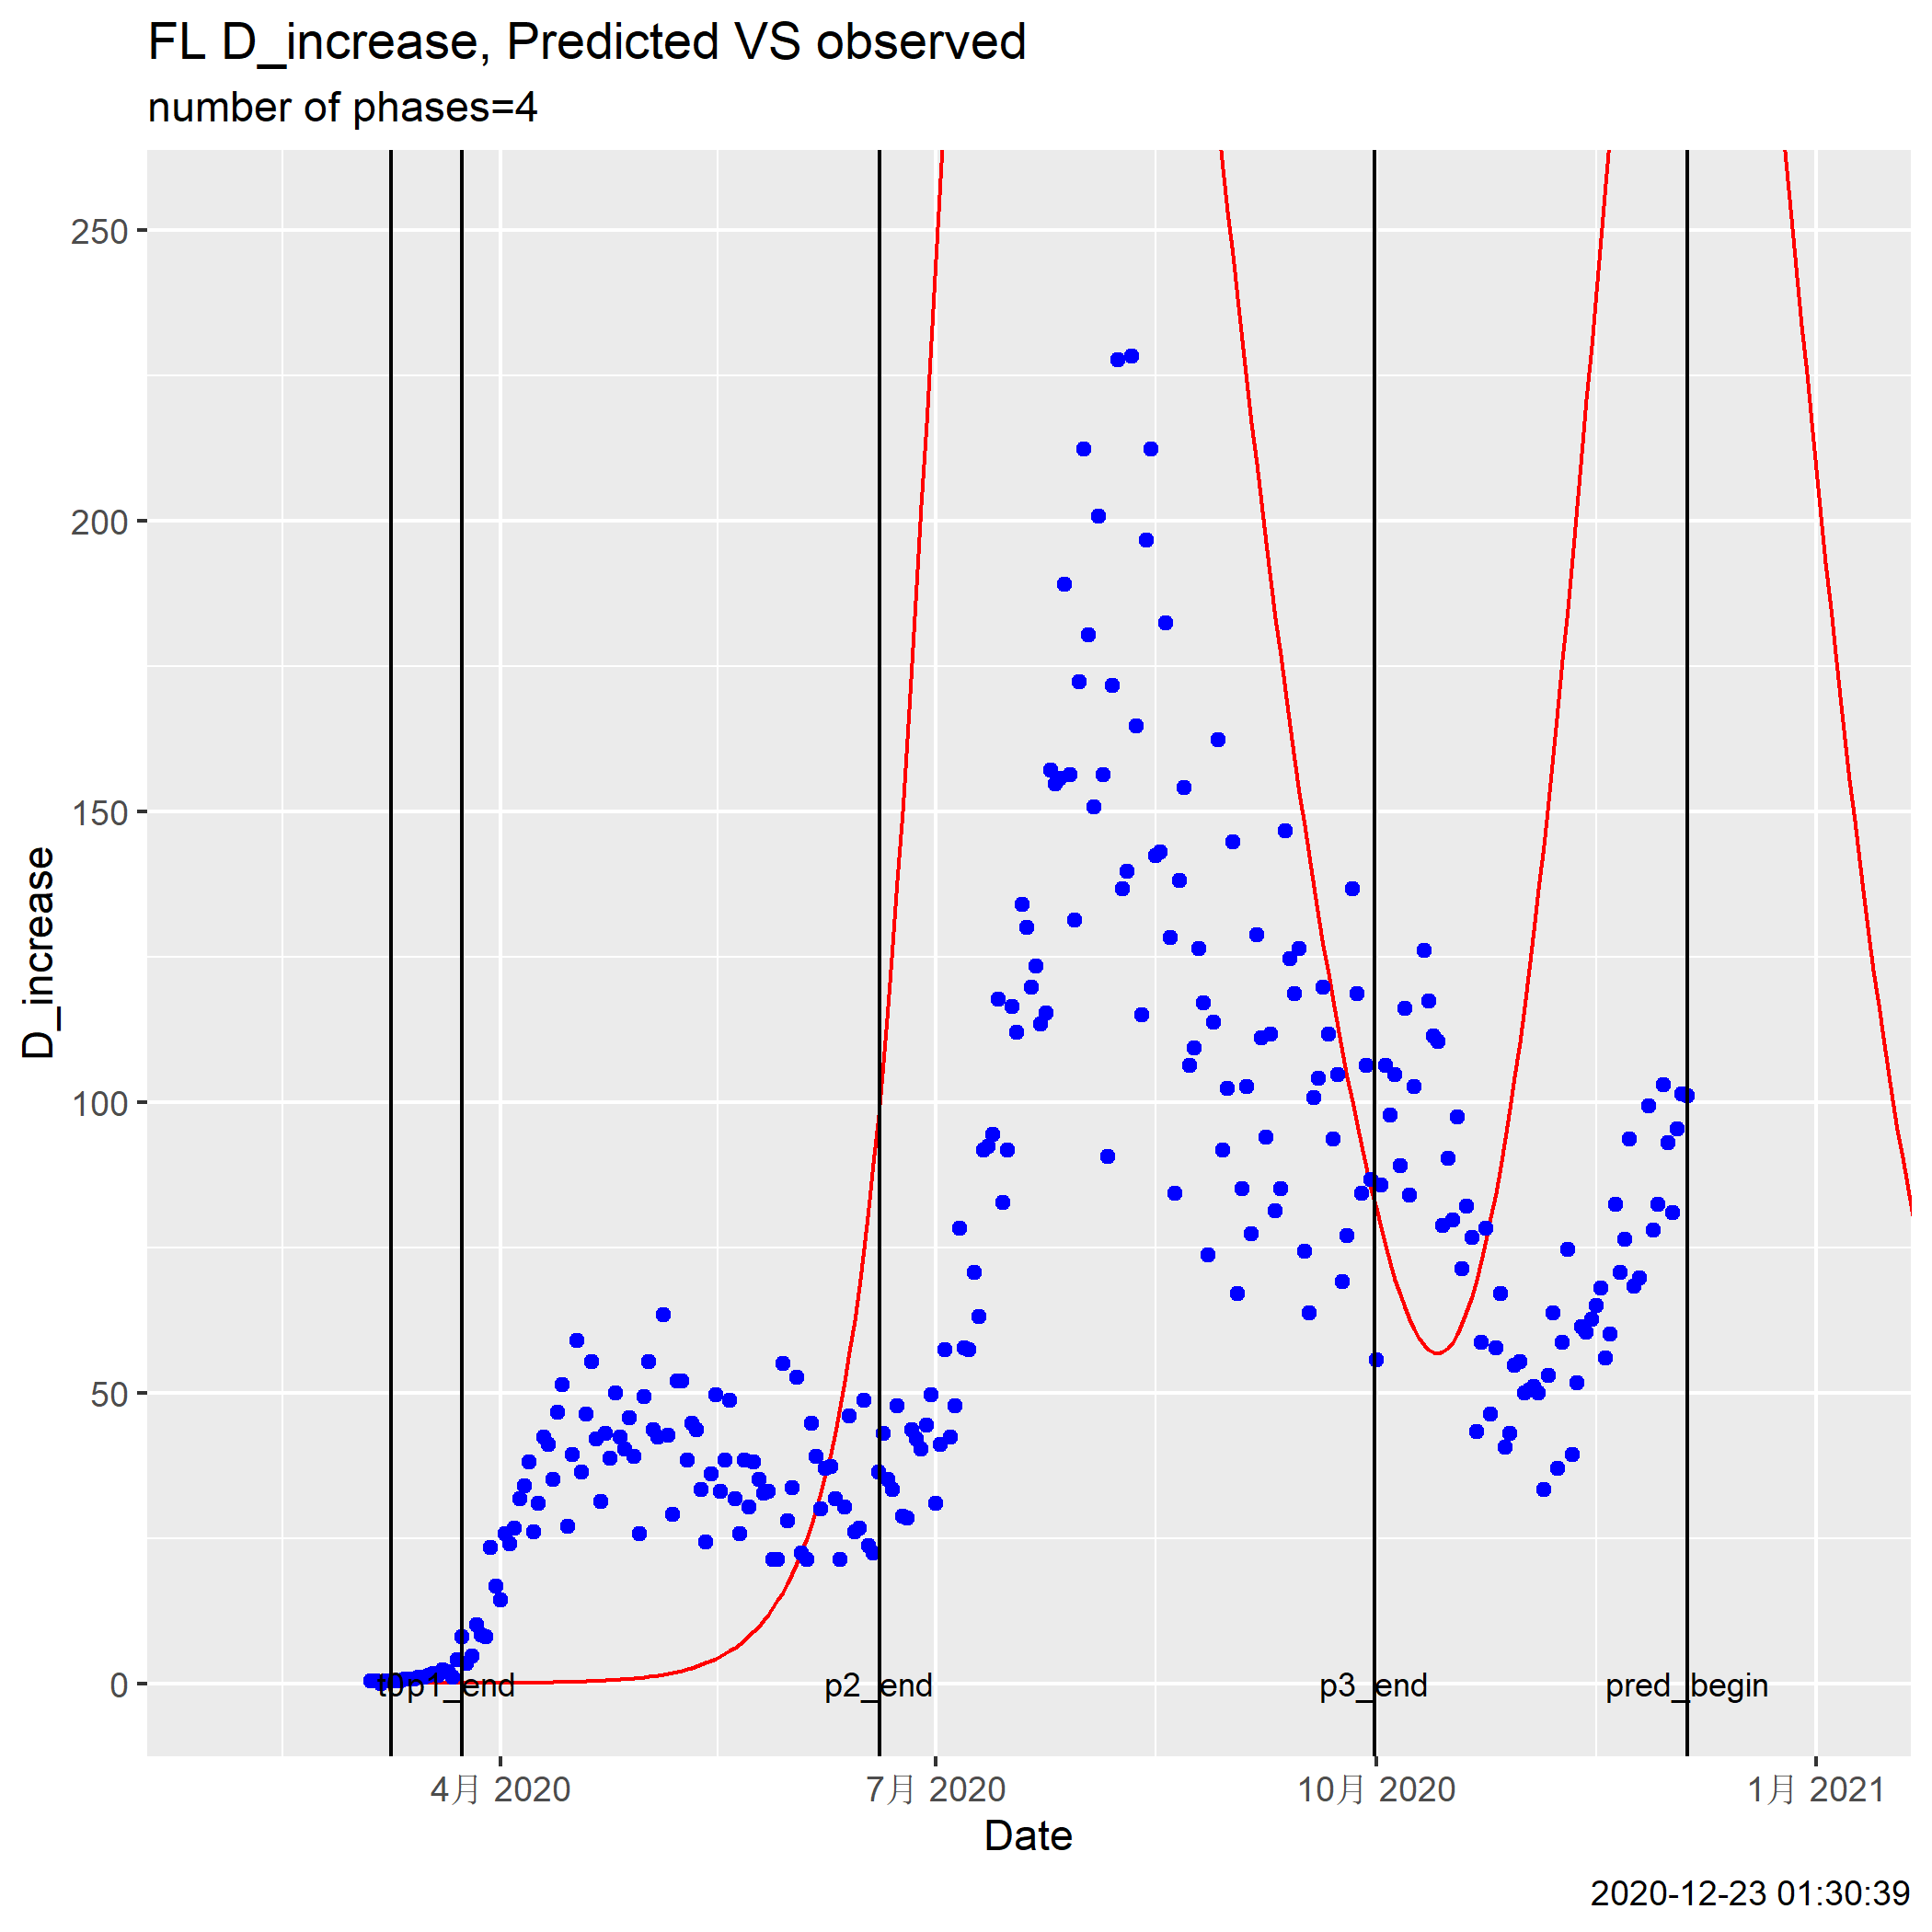 FL D_increase, Predicted VS observed
number of phases=4
250
200
150
100
50
0
D_increase
p1_end
p2_end
p3_end
pred_begin
4月 2020
7月 2020
10月 2020
1月 2021
Date
2020-12-23 01:30:39